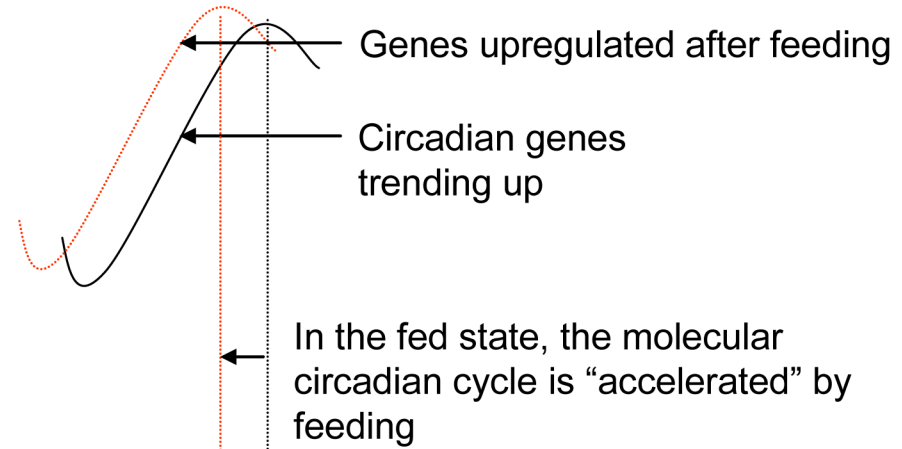 Genes upregulated after feeding
Circadian genes
trending up
In the fed state, the molecular
circadian cycle is “accelerated” by
feeding